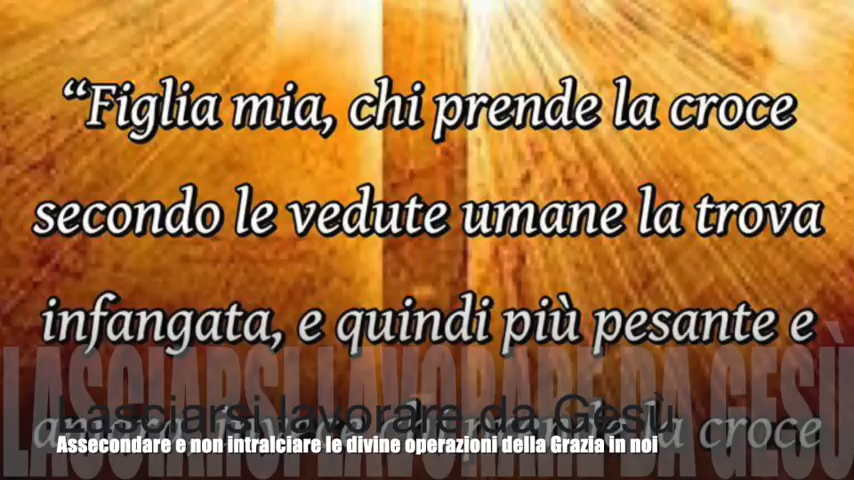 “Figlia mia, chi prende la croce
secondo le vedute umane la trova
infangata, e quindi più pesante e
la croce
LASCIARSI LAVORARE DA GESÙ
Lasciarsi lavorare da Gesù
Assecondare e non intralciare le divine operazioni della Grazia in noi